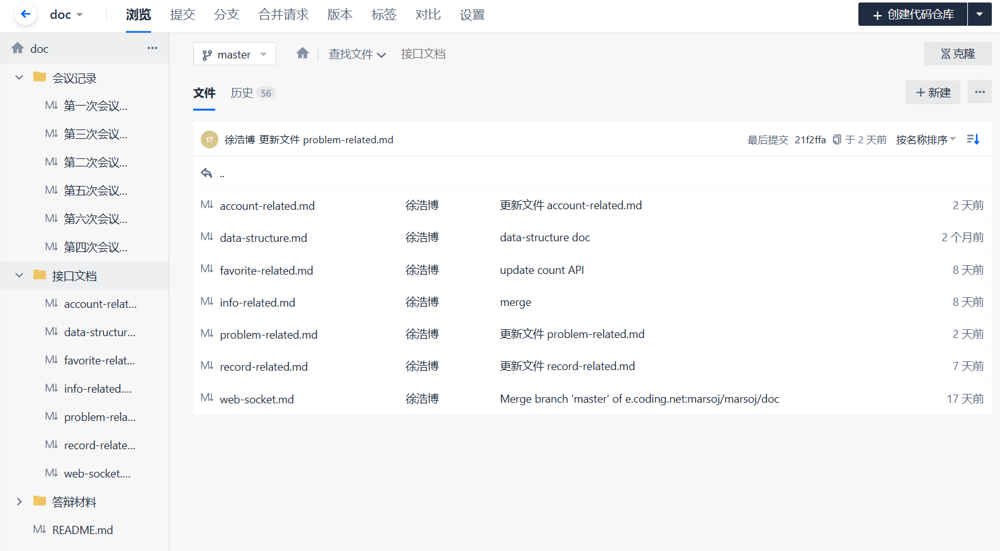 doc 浏览 提交 分支 合并请求 版本 标签 对比 设置 + 创建代码仓库
doc ...
会议记录
M↓ 第一次会议...
M↓ 第三次会议...
M↓ 第二次会议...
M↓ 第五次会议...
M↓ 第六次会议...
M↓ 第四次会议...
接口文档
M↓ account-relat...
M↓ data-structur...
M↓ favorite-relat...
M↓ info-related....
M↓ problem-rela...
M↓ record-relate...
M↓ web-socket....
答辩材料
M↓ README.md
master 查找文件 接口文档 克隆
文件 历史 56 + 新建 ...
17 徐浩博 更新文件 problem-related.md 最后提交 21f2ffa 于 2 天前 按名称排序
..
M↓ account-related.md 徐浩博 更新文件 account-related.md 2 天前
M↓ data-structure.md 徐浩博 data-structure doc 2 个月前
M↓ favorite-related.md 徐浩博 update count API 8 天前
M↓ info-related.md 徐浩博 merge 8 天前
M↓ problem-related.md 徐浩博 更新文件 problem-related.md 2 天前
M↓ record-related.md 徐浩博 更新文件 record-related.md 7 天前
M↓ web-socket.md 徐浩博 Merge branch 'master' of e.coding.net:marsoj/marsoj/doc 17 天前